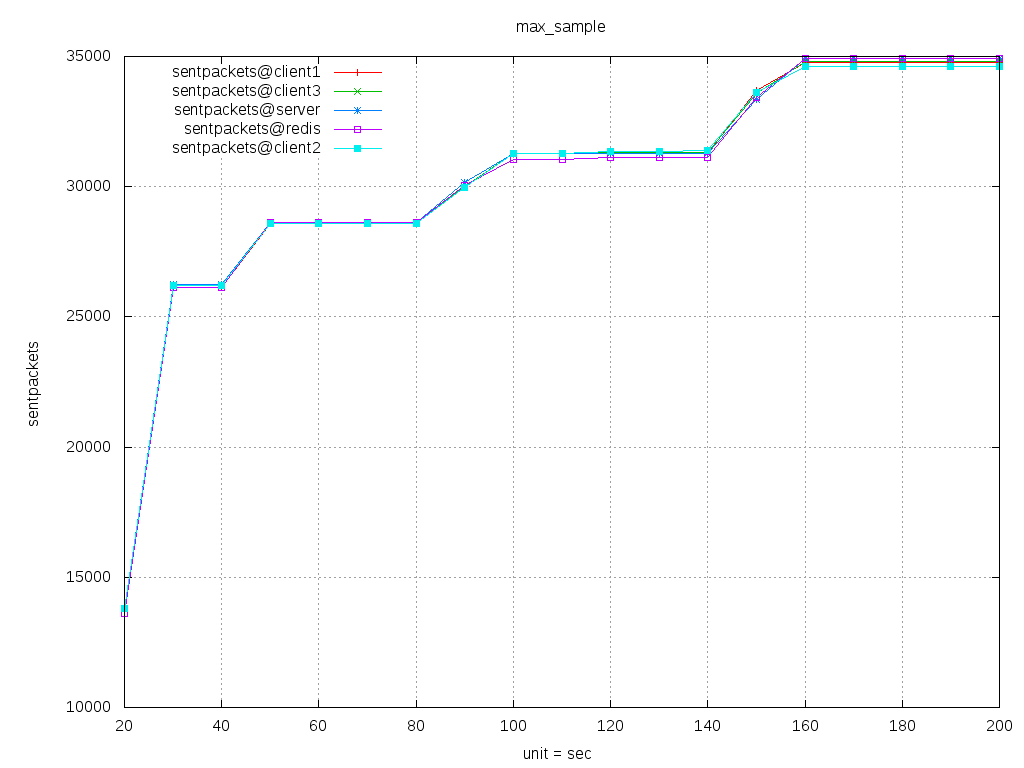 max_sample
35000
30000
25000
20000
15000
10000
sentpackets
sentpackets@client1
sentpackets@client3
sentpackets@server
sentpackets@redis
sentpackets@client2
20 40 60 80 100 120 140 160 180 200
unit = sec